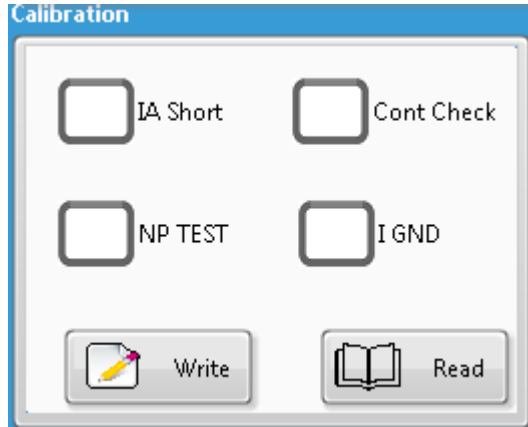 Calibration
IA Short
Cont Check
NP TEST
I GND
Write
Read